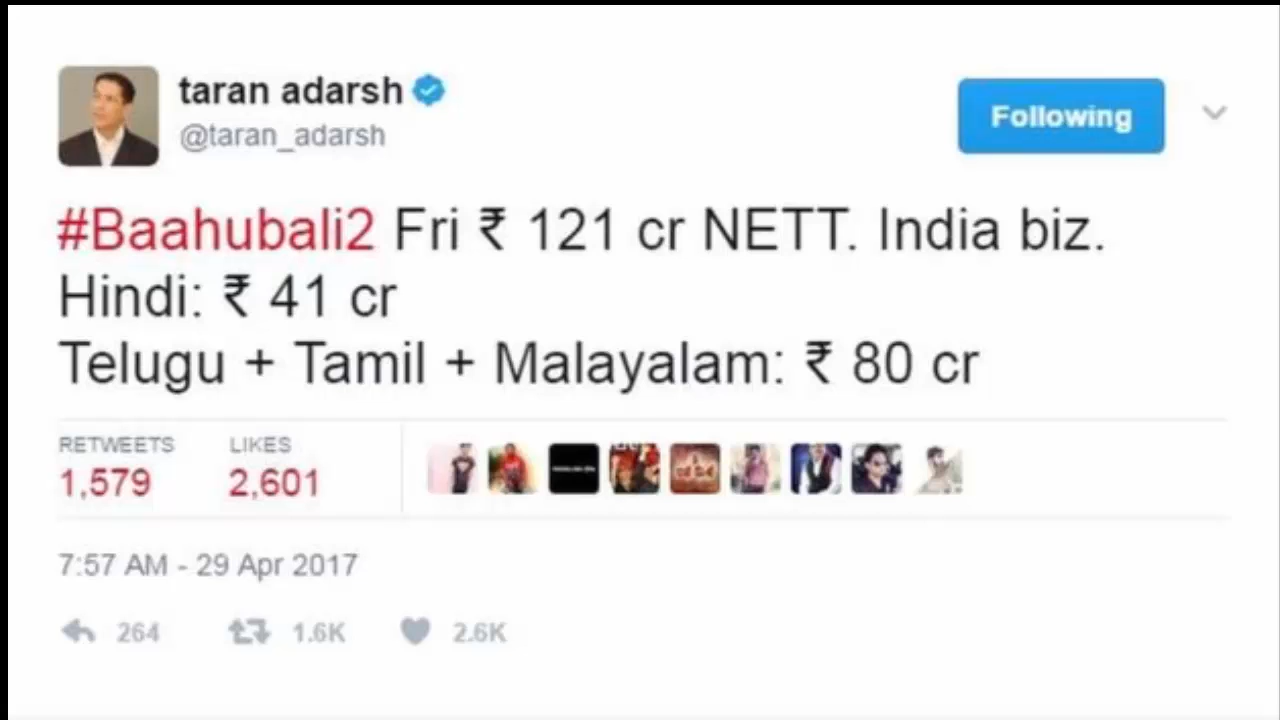 taran adarsh
@taran_adarsh
Following
#Baahubali2 Fri ₹ 121 cr NETT. India biz.
Hindi: ₹ 41 cr
Telugu + Tamil + Malayalam: ₹ 80 cr
RETWEETS LIKES
1,579 2,601
7:57 AM - 29 Apr 2017
264 1.6K 2.6K